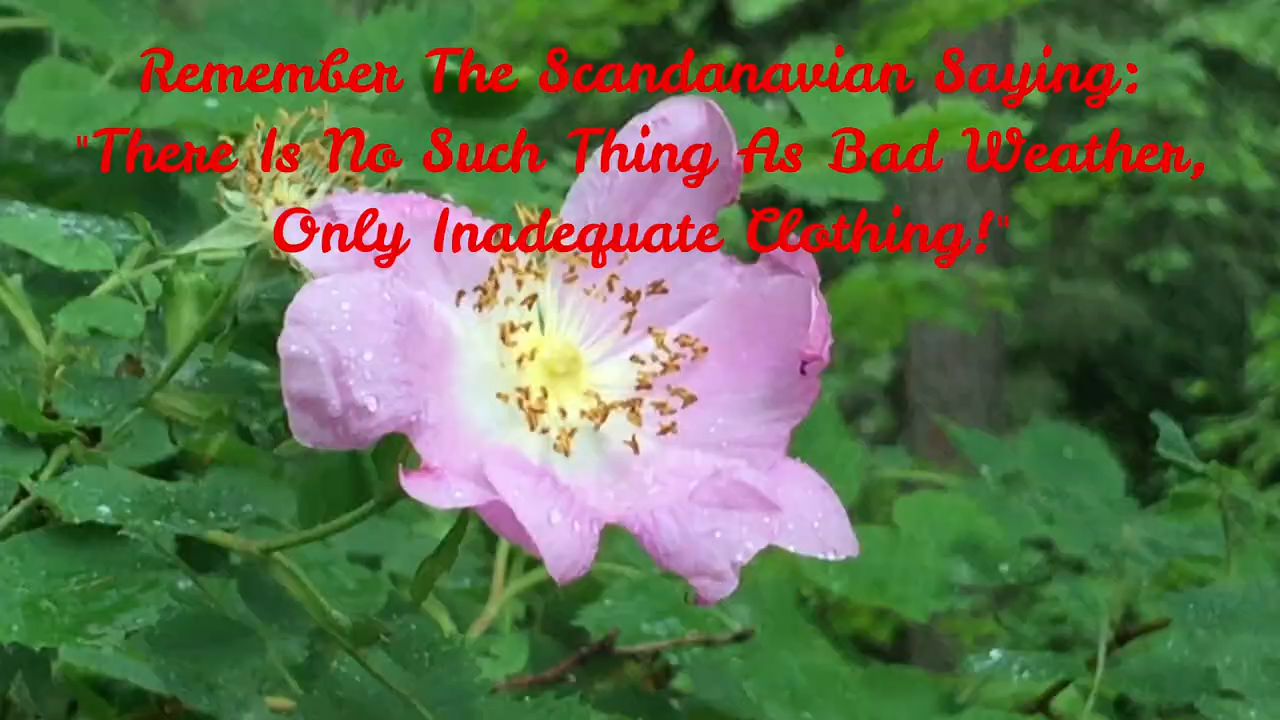 Remember The Scandanavian Saying:
"There Is No Such Thing As Bad Weather,
Only Inadequate Clothing!"